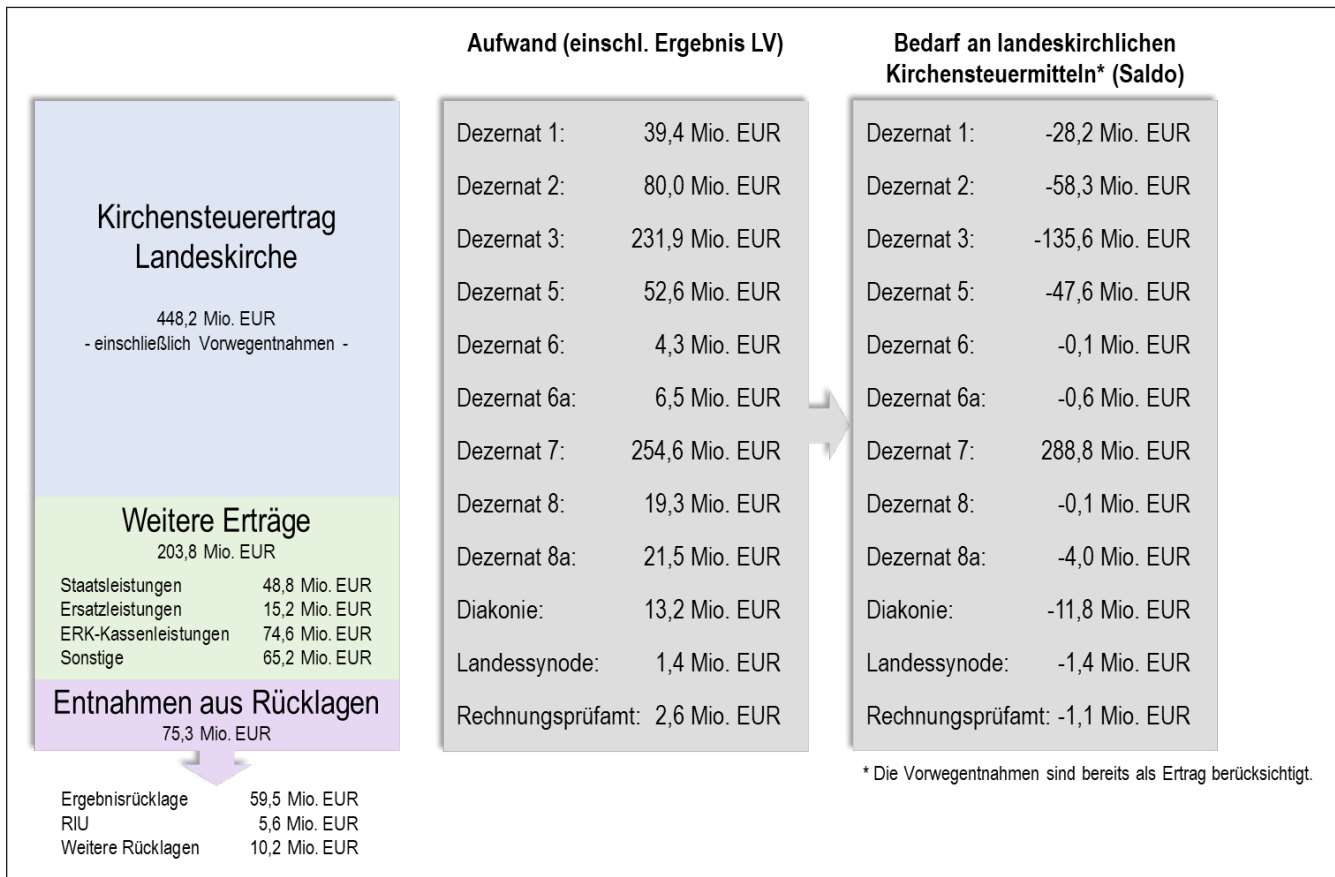 Kirchensteuerertrag
Landeskirche
448,2 Mio. EUR
- einschließlich Vorwegentnahmen -
Weitere Erträge
203,8 Mio. EUR
Staatsleistungen 48,8 Mio. EUR
Ersatzleistungen 15,2 Mio. EUR
ERK-Kassenleistungen 74,6 Mio. EUR
Sonstige 65,2 Mio. EUR
Entnahmen aus Rücklagen
75,3 Mio. EUR
Ergebnisrücklage 59,5 Mio. EUR
RIU 5,6 Mio. EUR
Weitere Rücklagen 10,2 Mio. EUR
Aufwand (einschl. Ergebnis LV)
Dezernat 1: 39,4 Mio. EUR
Dezernat 2: 80,0 Mio. EUR
Dezernat 3: 231,9 Mio. EUR
Dezernat 5: 52,6 Mio. EUR
Dezernat 6: 4,3 Mio. EUR
Dezernat 6a: 6,5 Mio. EUR
Dezernat 7: 254,6 Mio. EUR
Dezernat 8: 19,3 Mio. EUR
Dezernat 8a: 21,5 Mio. EUR
Diakonie: 13,2 Mio. EUR
Landessynode: 1,4 Mio. EUR
Rechnungsprüfamt: 2,6 Mio. EUR
Bedarf an landeskirchlichen
Kirchensteuermitteln* (Saldo)
Dezernat 1: -28,2 Mio. EUR
Dezernat 2: -58,3 Mio. EUR
Dezernat 3: -135,6 Mio. EUR
Dezernat 5: -47,6 Mio. EUR
Dezernat 6: -0,1 Mio. EUR
Dezernat 6a: -0,6 Mio. EUR
Dezernat 7: 288,8 Mio. EUR
Dezernat 8: -0,1 Mio. EUR
Dezernat 8a: -4,0 Mio. EUR
Diakonie: -11,8 Mio. EUR
Landessynode: -1,4 Mio. EUR
Rechnungsprüfamt: -1,1 Mio. EUR
* Die Vorwegentnahmen sind bereits als Ertrag berücksichtigt.